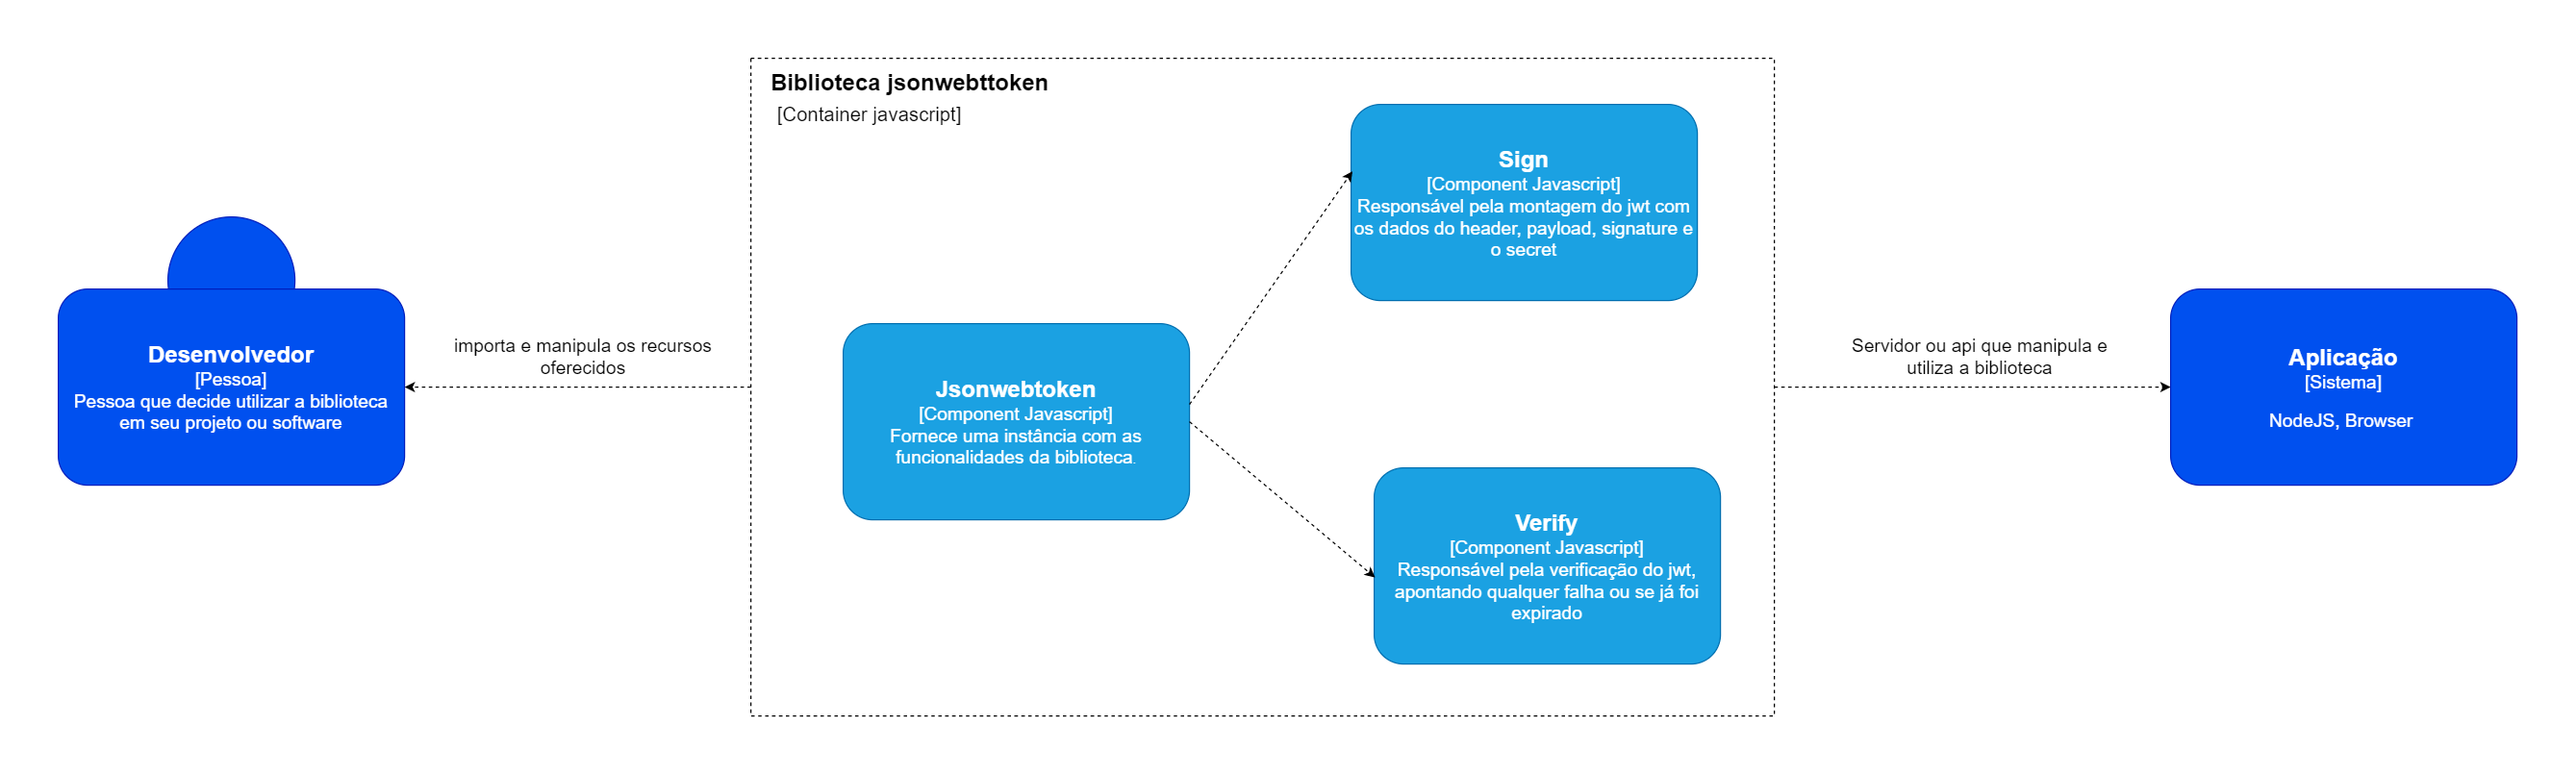 Biblioteca jsonwebttoken
[Container javascript]
Sign
[Component Javascript]
Responsável pela montagem do jwt com
os dados do header, payload, signature e
o secret
Desenvolvedor
[Pessoa]
Pessoa que decide utilizar a biblioteca
em seu projeto ou software
importa e manipula os recursos
oferecidos
Jsonwebtoken
[Component Javascript]
Fornece uma instância com as
funcionalidades da biblioteca.
Verify
[Component Javascript]
Responsável pela verificação do jwt,
apontando qualquer falha ou se já foi
expirado
Servidor ou api que manipula e
utiliza a biblioteca
Aplicação
[Sistema]
NodeJS, Browser